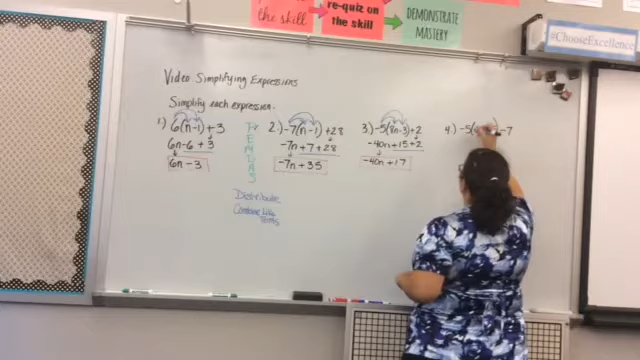 the skill
re-quiz on
the skill
DEMONSTRATE
MASTERY
#ChooseExcellence
Video Simplifying Expressions
Simplify each expression.
1.) 6(n-1)+3
6n-6+3
6n-3
P
E
M
D
A
S
Distribute
Combine Like
Terms
2.) -7(n-1)+28
-7n+7+28
-7n+35
3.) -5(8n-3)+2
-40n+15+2
-40n+17
4.) -5( )-7